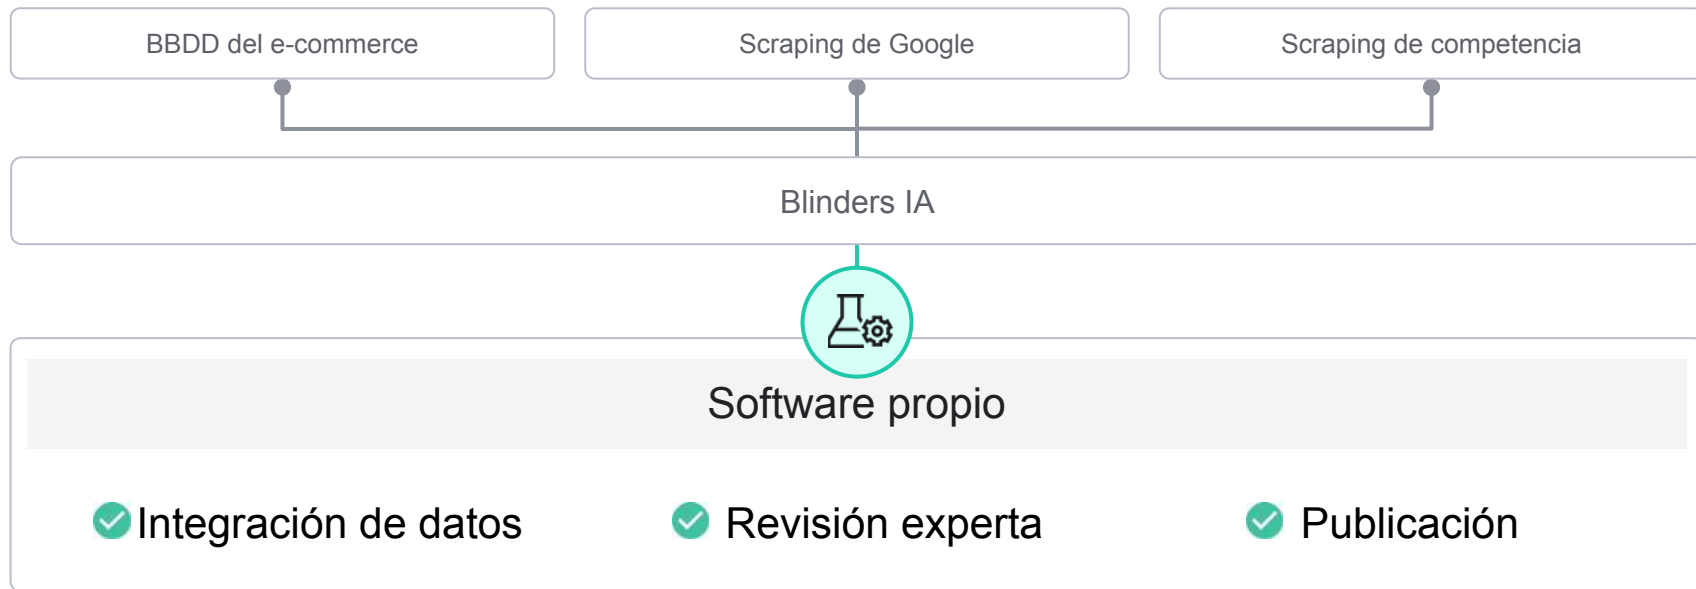 BBDD del e-commerce
Scraping de Google
Scraping de competencia
Blinders IA
Software propio
Integración de datos
Revisión experta
Publicación